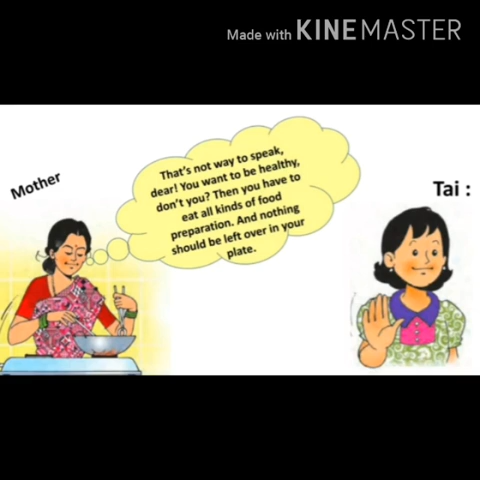 Made with KINEMASTER
Mother
That's not way to speak,
dear! You want to be healthy,
don't you? Then you have to
eat all kinds of food
preparation. And nothing
should be left over in your
plate.
Tai :